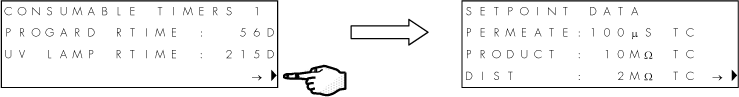 CONSUMABLE TIMERS 1
PROGARD RTIME : 56D
UV LAMP RTIME : 215D
→
SETPOINT DATA
PERMEATE:100µS TC
PRODUCT : 10MΩ TC
DIST : 2MΩ TC →